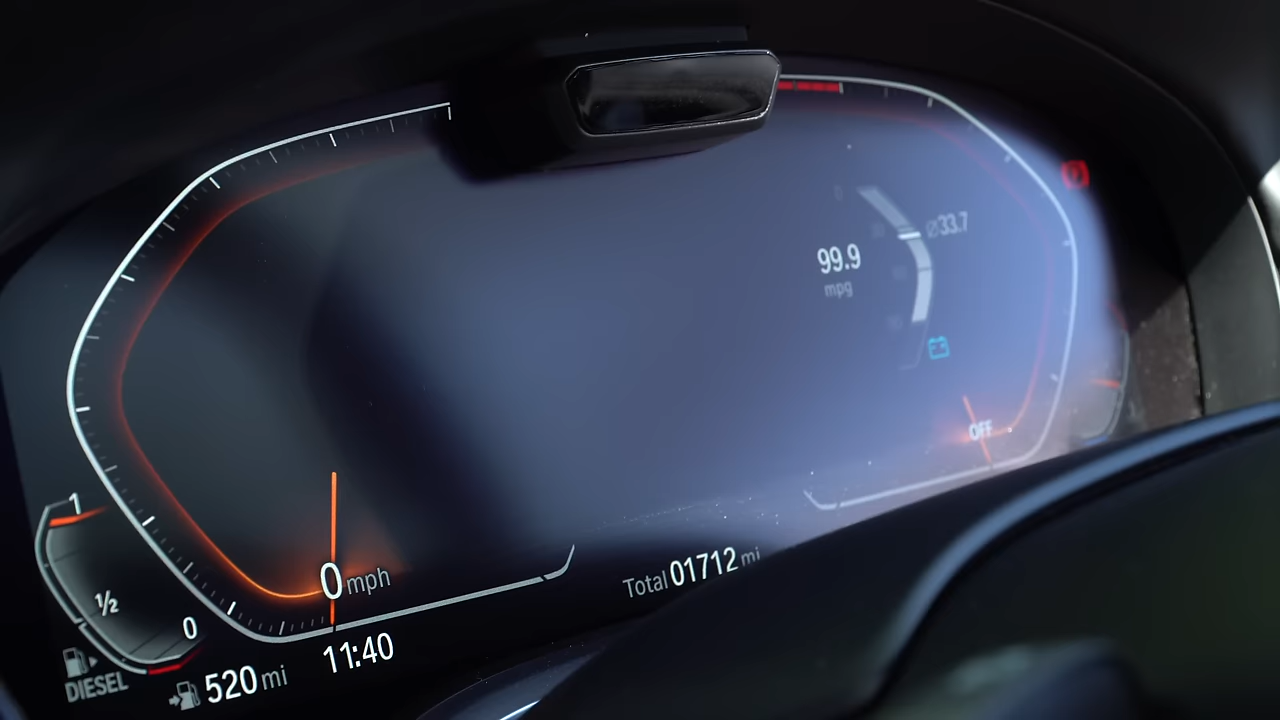 Ø33.7
99.9
mpg
OFF
1
½
0
0 mph
Total 01712 mi
11:40
520 mi
DIESEL